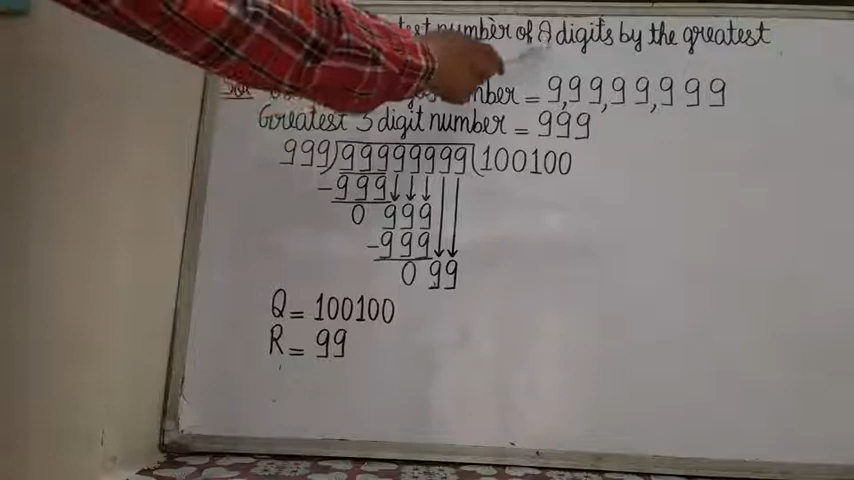 number of 8 digits by the greatest
= 9,99,99,999
Greatest 3 digit number = 999
999)99999999(100100
-999
0 999
-999
0 99
Q = 100100
R = 99